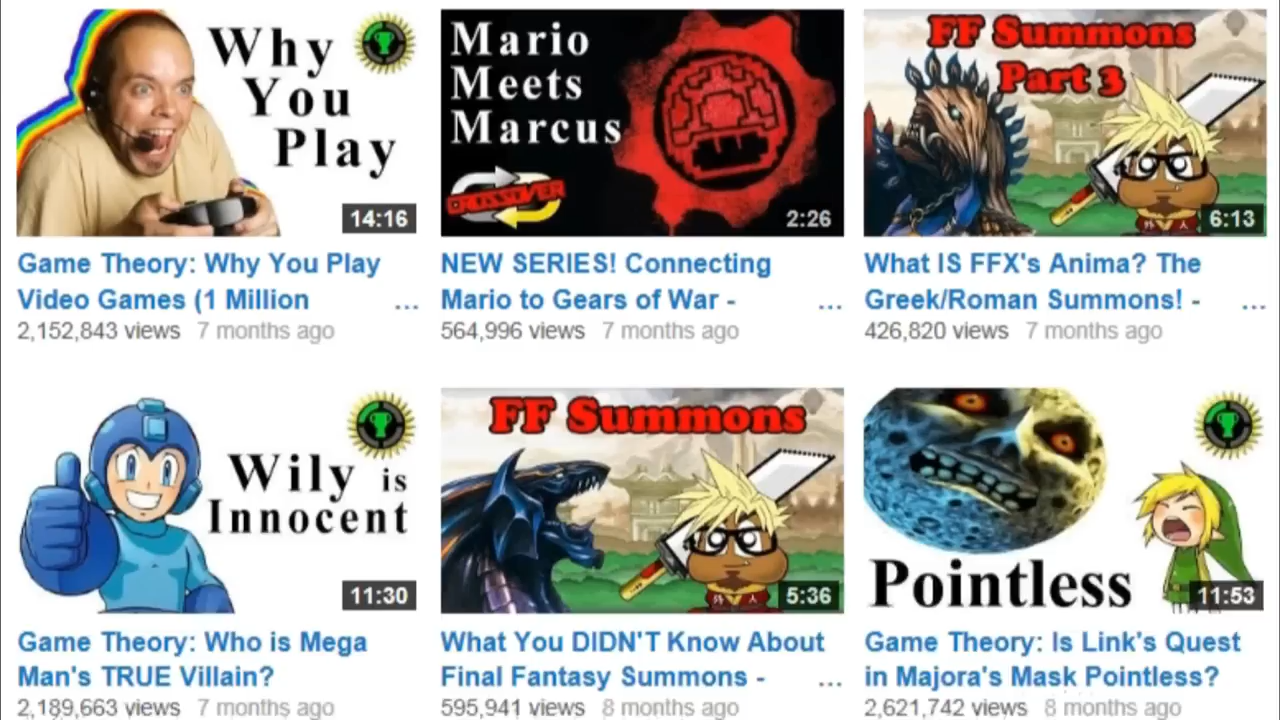 Why
You
Play
14:16
Mario
Meets
Marcus
CROSSOVER
2:26
FF Summons
Part 3
外 人
6:13
Game Theory: Why You Play
Video Games (1 Million ...
2,152,843 views 7 months ago
NEW SERIES! Connecting
Mario to Gears of War - ...
564,996 views 7 months ago
What IS FFX's Anima? The
Greek/Roman Summons! - ...
426,820 views 7 months ago
Wily is
Innocent
11:30
FF Summons
外 人
5:36
Pointless
11:53
Game Theory: Who is Mega
Man's TRUE Villain?
2,189,663 views 7 months ago
What You DIDN'T Know About
Final Fantasy Summons - ...
595,941 views 8 months ago
Game Theory: Is Link's Quest
in Majora's Mask Pointless?
2,621,742 views 8 months ago